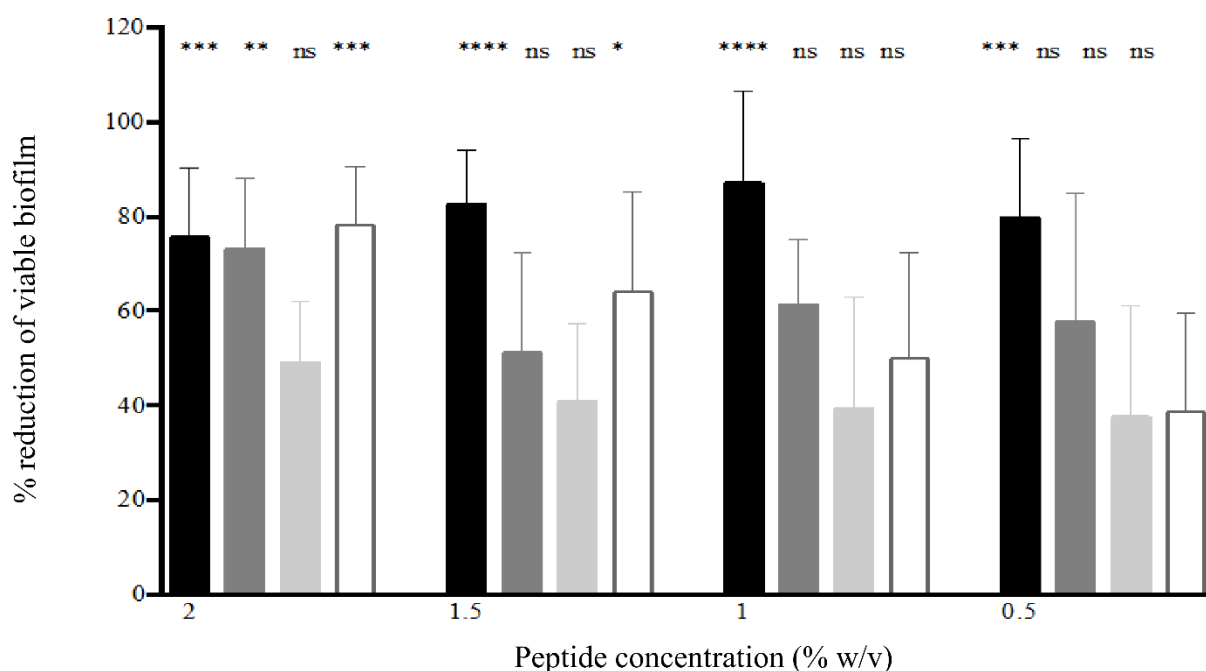 % reduction of viable biofilm
120
100
80
60
40
20
0
*** ** ns ***
**** ns ns *
**** ns ns ns
*** ns ns ns
2 1.5 1 0.5
Peptide concentration (% w/v)